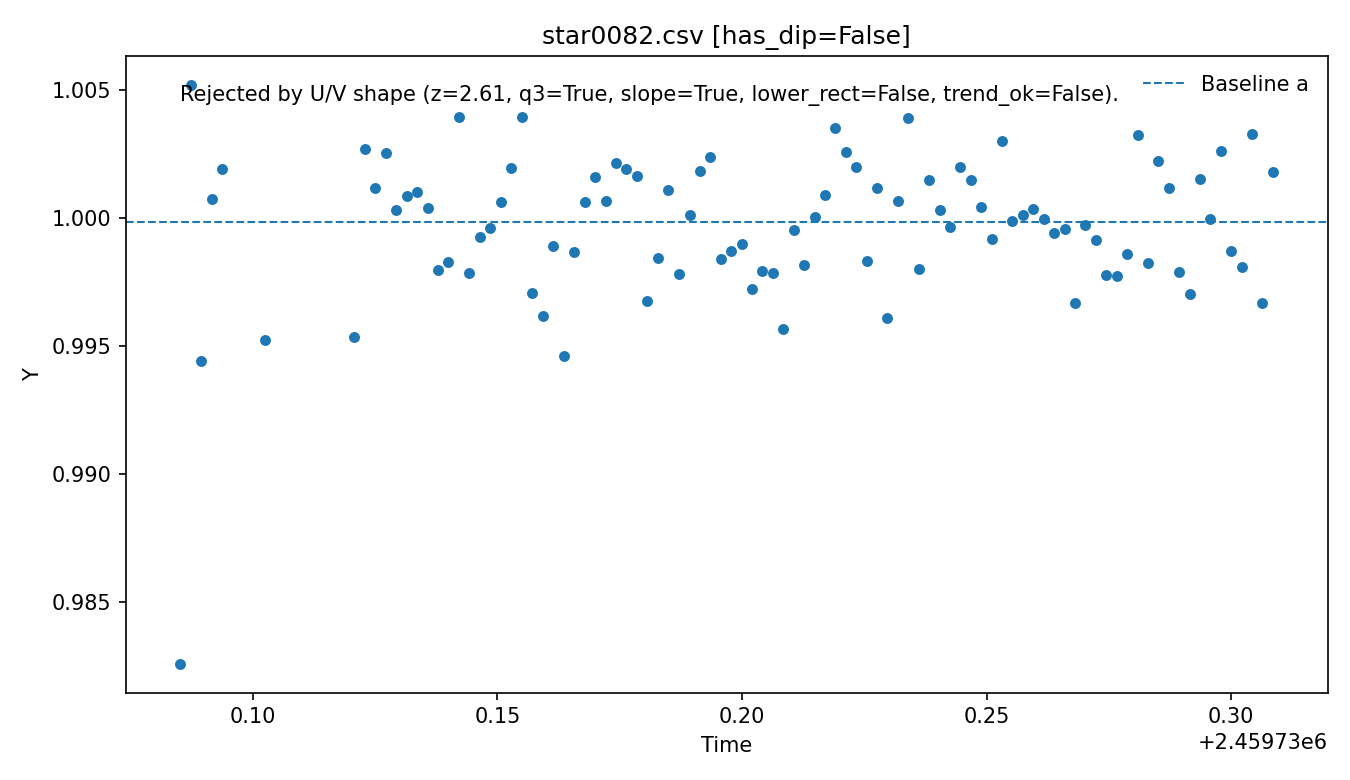 star0082.csv [has_dip=False]
Rejected by U/V shape (z=2.61, q3=True, slope=True, lower_rect=False, trend_ok=False).
Baseline a
1.005
1.000
0.995
0.990
0.985
Y
0.10
0.15
0.20
0.25
0.30
Time
+2.45973e6